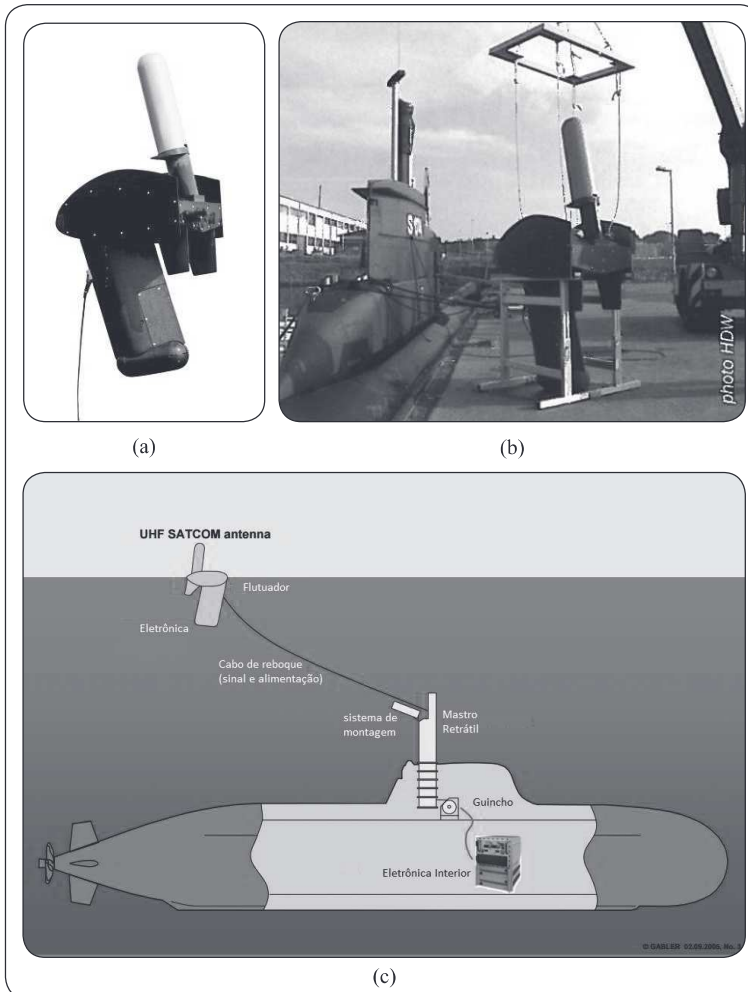 photo HDW
(a)
(b)
UHF SATCOM antenna
Flutuador
Eletrônica
Cabo de reboque
(sinal e alimentação)
sistema de
montagem
Mastro
Retrátil
Guincho
Eletrônica Interior
(c)